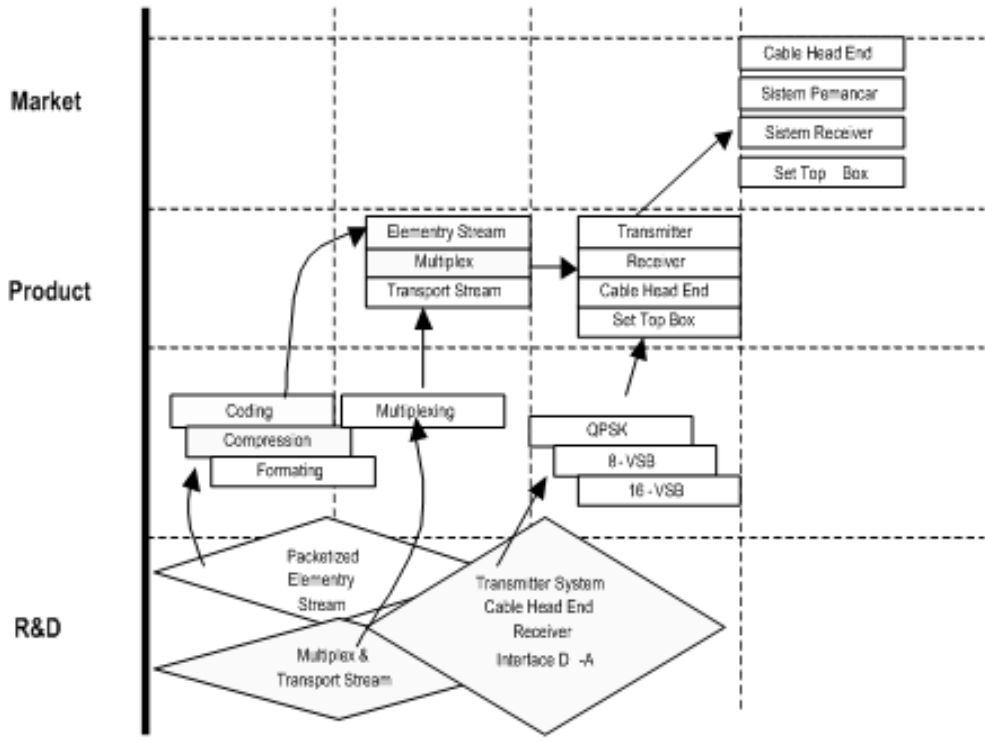 Market
Cable Head End
Sistem Pemancar
Sistem Receiver
Set Top Box
Product
Elementry Stream
Multiplex
Transport Stream
Transmitter
Receiver
Cable Head End
Set Top Box
Coding
Compression
Formating
Multiplexing
QPSK
8 - VSB
16 - VSB
R&D
Packetized
Elementry
Stream
Multiplex &
Transport Stream
Transmitter System
Cable Head End
Receiver
Interface D -A